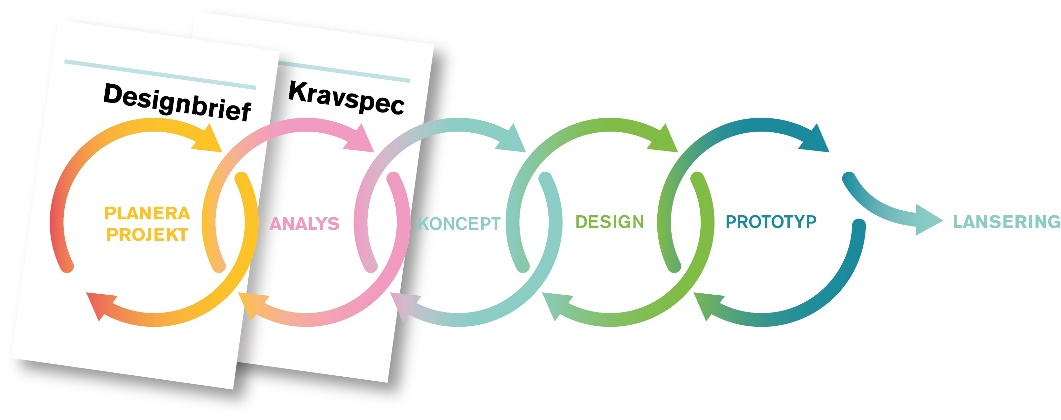 Designbrief
Kravspec
PLANERA
PROJEKT
ANALYS
KONCEPT
DESIGN
PROTOTYP
LANSERING